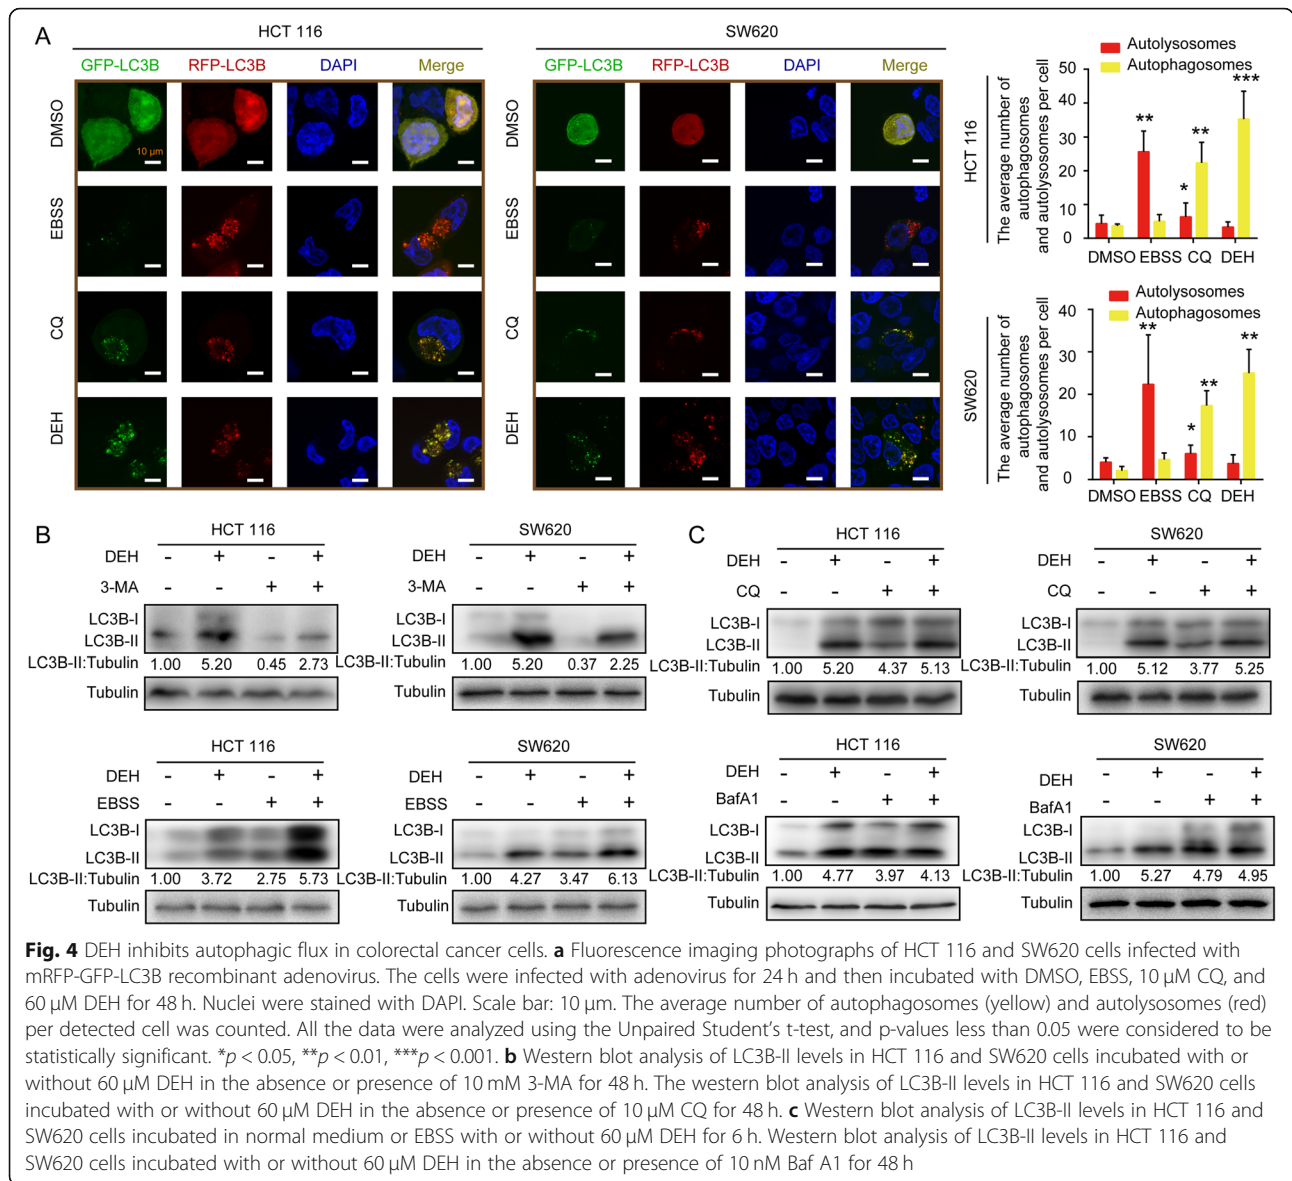 A
HCT 116
GFP-LC3B RFP-LC3B DAPI Merge
DMSO
10 µm
EBSS
CQ
DEH
SW620
GFP-LC3B RFP-LC3B DAPI Merge
DMSO
EBSS
CQ
DEH
HCT 116
The average number of
autophagosomes
and autolysosomes per cell
Autolysosomes
Autophagosomes
50
40
30
20
10
0
** * ** ***
DMSO EBSS CQ DEH
SW620
The average number of
autophagosomes
and autolysosomes per cell
Autolysosomes
Autophagosomes
40
30
20
10
0
** * ** **
DMSO EBSS CQ DEH
B
HCT 116
DEH - + - +
3-MA - - + +
LC3B-I
LC3B-II
LC3B-II:Tubulin 1.00 5.20 0.45 2.73
Tubulin
SW620
DEH - + - +
3-MA - - + +
LC3B-I
LC3B-II
LC3B-II:Tubulin 1.00 5.20 0.37 2.25
Tubulin
HCT 116
DEH - + - +
EBSS - - + +
LC3B-I
LC3B-II
LC3B-II:Tubulin 1.00 3.72 2.75 5.73
Tubulin
SW620
DEH - + - +
EBSS - - + +
LC3B-I
LC3B-II
LC3B-II:Tubulin 1.00 4.27 3.47 6.13
Tubulin
C
HCT 116
DEH - + - +
CQ - - + +
LC3B-I
LC3B-II
LC3B-II:Tubulin 1.00 5.20 4.37 5.13
Tubulin
SW620
DEH - + - +
CQ - - + +
LC3B-I
LC3B-II
LC3B-II:Tubulin 1.00 5.12 3.77 5.25
Tubulin
HCT 116
DEH - + - +
BafA1 - - + +
LC3B-I
LC3B-II
LC3B-II:Tubulin 1.00 4.77 3.97 4.13
Tubulin
SW620
DEH - + - +
BafA1 - - + +
LC3B-I
LC3B-II
LC3B-II:Tubulin 1.00 5.27 4.79 4.95
Tubulin
Fig. 4 DEH inhibits autophagic flux in colorectal cancer cells. a Fluorescence imaging photographs of HCT 116 and SW620 cells infected with
mRFP-GFP-LC3B recombinant adenovirus. The cells were infected with adenovirus for 24 h and then incubated with DMSO, EBSS, 10 µM CQ, and
60 µM DEH for 48 h. Nuclei were stained with DAPI. Scale bar: 10 µm. The average number of autophagosomes (yellow) and autolysosomes (red)
per detected cell was counted. All the data were analyzed using the Unpaired Student's t-test, and p-values less than 0.05 were considered to be
statistically significant. *p < 0.05, **p < 0.01, ***p < 0.001. b Western blot analysis of LC3B-II levels in HCT 116 and SW620 cells incubated with or
without 60 µM DEH in the absence or presence of 10 mM 3-MA for 48 h. The western blot analysis of LC3B-II levels in HCT 116 and SW620 cells
incubated with or without 60 µM DEH in the absence or presence of 10 µM CQ for 48 h. c Western blot analysis of LC3B-II levels in HCT 116 and
SW620 cells incubated in normal medium or EBSS with or without 60 µM DEH for 6 h. Western blot analysis of LC3B-II levels in HCT 116 and
SW620 cells incubated with or without 60 µM DEH in the absence or presence of 10 nM Baf A1 for 48 h